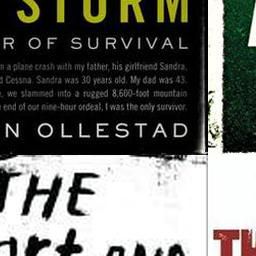 STORM
R OF SURVIVAL
n a plane crash with my father, his girlfriend Sandra,
d Cessna. Sandra was 30 years old. My dad was 43.
e, we slammed into a rugged 8,600-foot mountain
e end of our nine-hour ordeal, I was the only survivor.
N OLLESTAD
THE